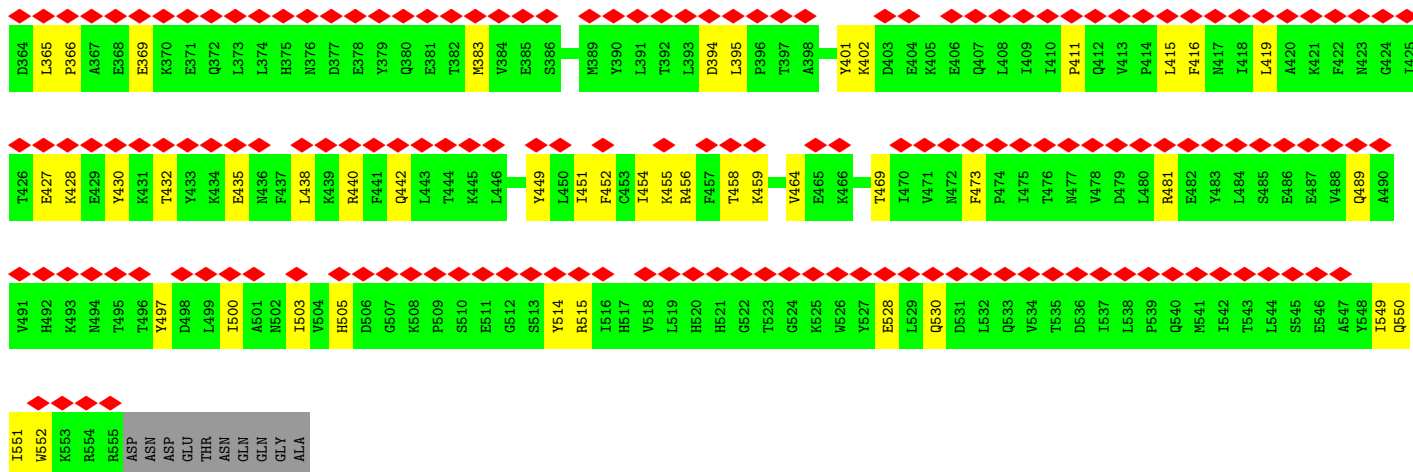 D364 L365 P366 A367 E368 E369 K370 E371 Q372 L373 L374 H375 N376 D377 E378 Y379 Q380 E381 T382 M383 V384 E385 S386 M389 Y390 L391 T392 L393 D394 L395 P396 T397 A398 Y401 K402 D403 E404 K405 E406 Q407 L408 I409 I410 P411 Q412 V413 P414 L415 F416 N417 I418 L419 A420 K421 F422 N423 G424 I425
T426 E427 K428 E429 Y430 K431 T432 Y433 K434 E435 N436 F437 L438 K439 R440 F441 Q442 L443 T444 K445 L446 Y449 L450 I451 F452 C453 I454 K455 R456 F457 T458 K459 V464 E465 K466 T469 I470 V471 N472 F473 P474 I475 T476 N477 V478 D479 L480 R481 E482 Y483 L484 S485 E486 E487 V488 Q489 A490
V491 H492 K493 N494 T495 T496 Y497 D498 L499 I500 A501 N502 I503 V504 H505 D506 G507 K508 P509 S510 E511 G512 S513 Y514 R515 I516 H517 V518 L519 H520 H521 G522 T523 G524 K525 W526 Y527 E528 L529 Q530 D531 L532 Q533 V534 T535 D536 I537 L538 P539 Q540 M541 I542 T543 L544 S545 E546 A547 Y548 I549 Q550
I551 W552 K553 R554 R555 ASP ASN ASP GLU THR ASN GLN GLN GLY ALA